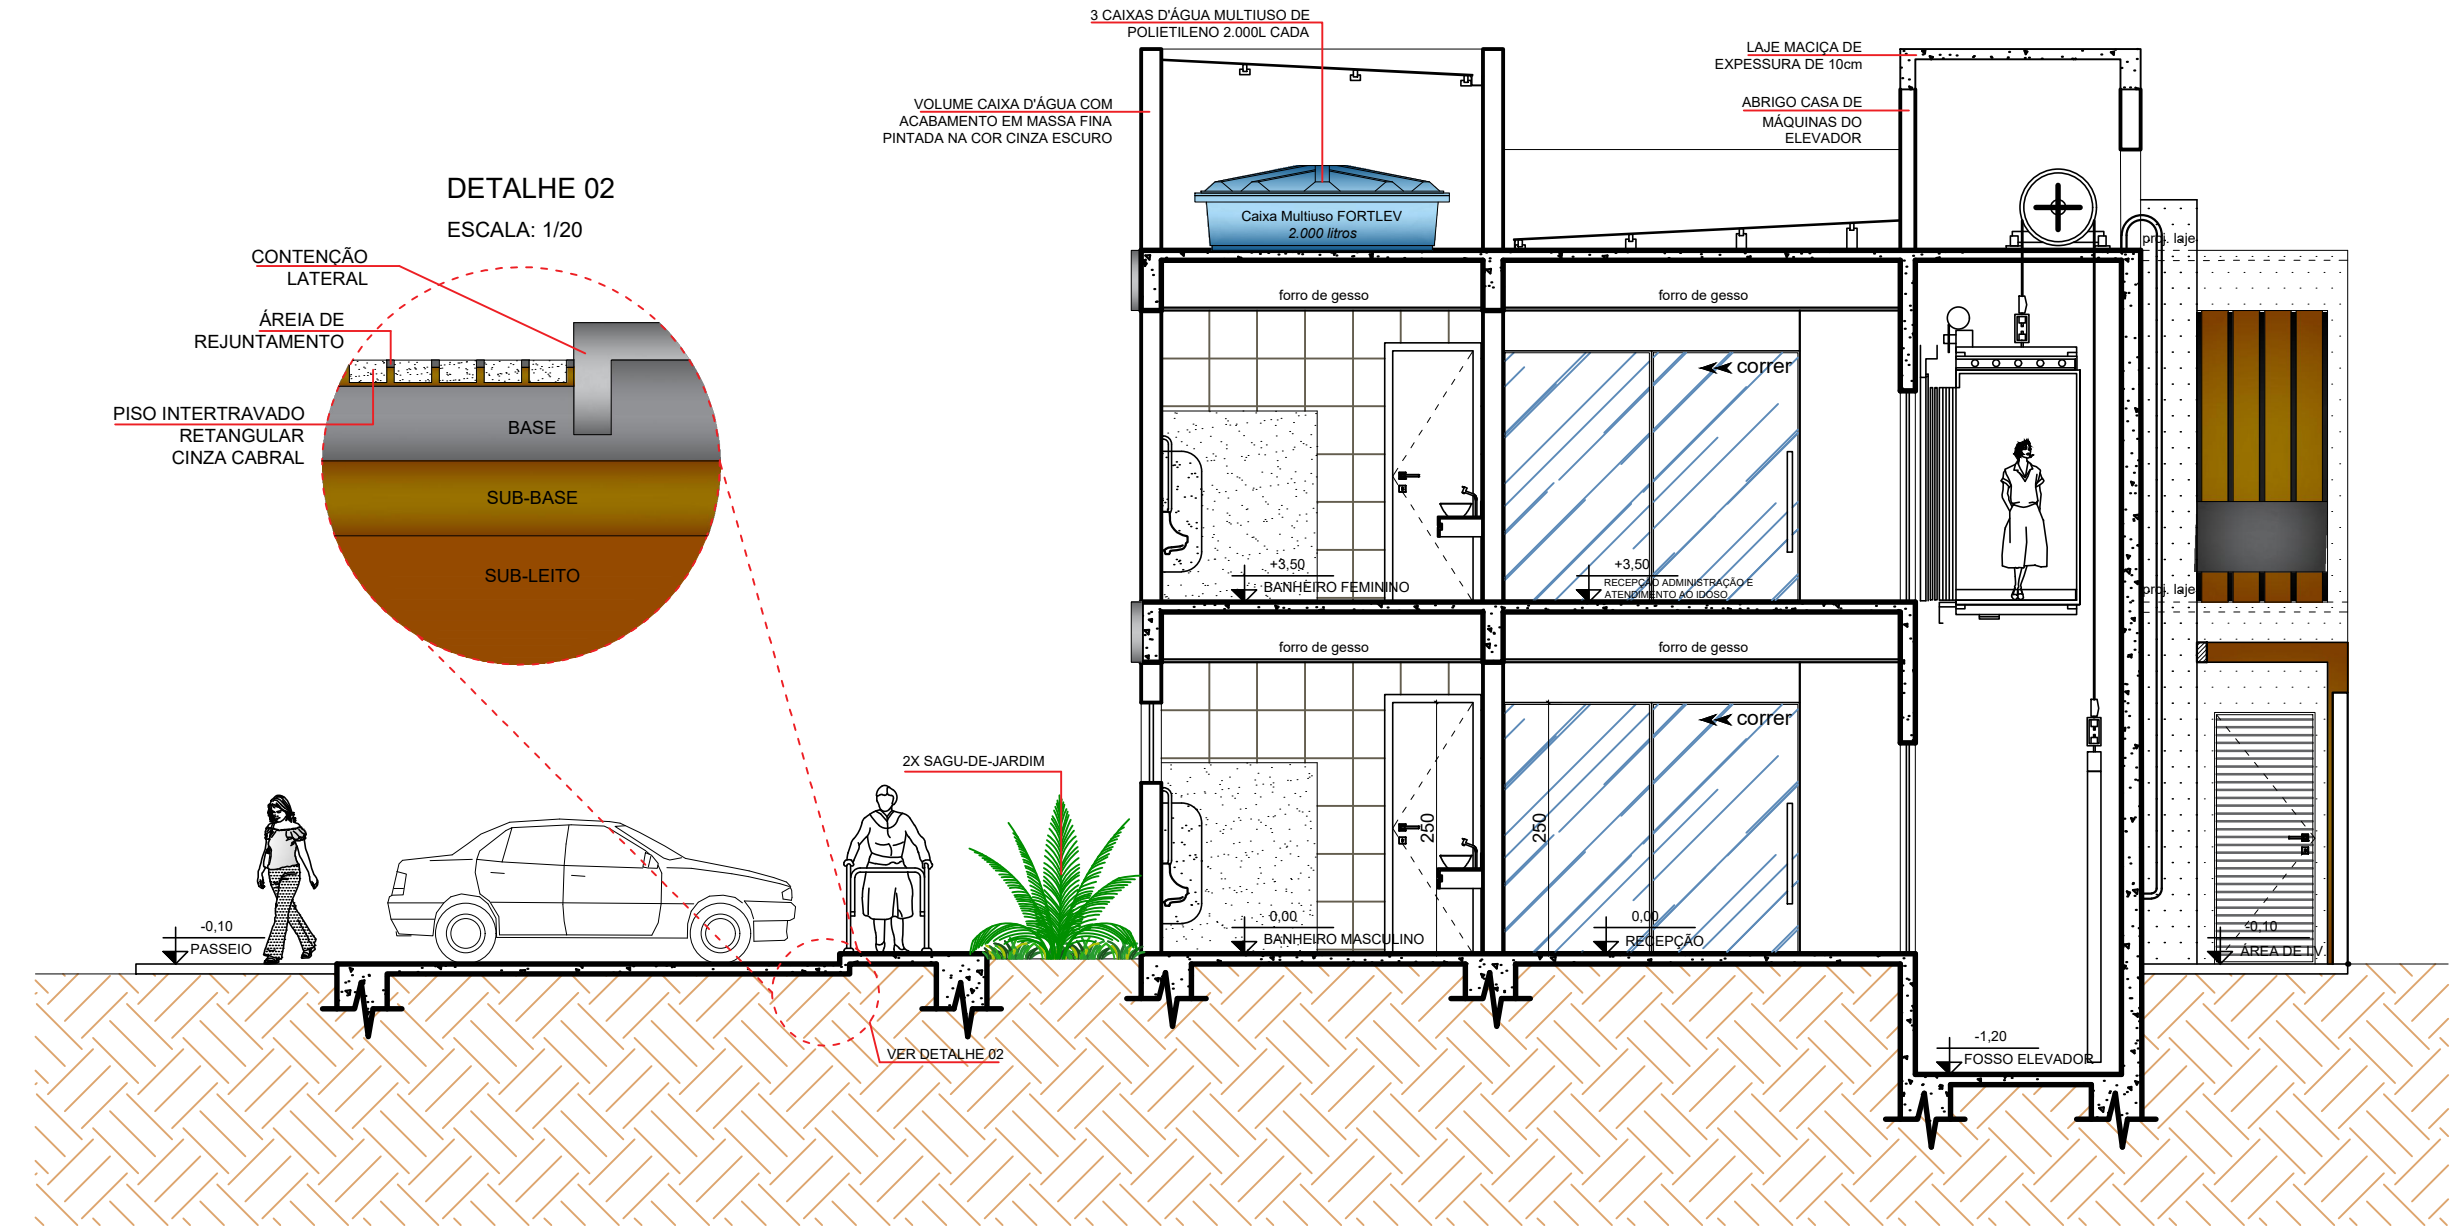 3 CAIXAS D'ÁGUA MULTIUSO DE
POLIETILENO 2.000L CADA
LAJE MACIÇA DE
EXPESSURA DE 10cm
VOLUME CAIXA D'ÁGUA COM
ACABAMENTO EM MASSA FINA
PINTADA NA COR CINZA ESCURO
ABRIGO CASA DE
MÁQUINAS DO
ELEVADOR
DETALHE 02
ESCALA: 1/20
CONTENÇÃO
LATERAL
ÁREIA DE
REJUNTAMENTO
PISO INTERTRAVADO
RETANGULAR
CINZA CABRAL
BASE
SUB-BASE
SUB-LEITO
Caixa Multiuso FORTLEV
2.000 litros
proj. laje
forro de gesso
forro de gesso
correr
+3,50
BANHEIRO FEMININO
+3,50
RECEPÇÃO ADMINISTRAÇÃO E
ATENDIMENTO AO IDOSO
proj. laje
forro de gesso
forro de gesso
correr
2X SAGU-DE-JARDIM
250
250
-0,10
PASSEIO
0,00
BANHEIRO MASCULINO
0,00
RECEPÇÃO
-0,10
ÁREA DE LV.
VER DETALHE 02
-1,20
FOSSO ELEVADOR